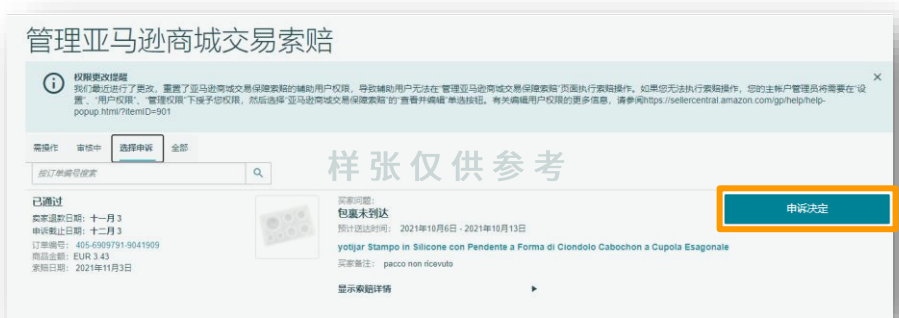 管理亚马逊商城交易索赔
权限更改提醒
我们最近进行了更改，重置了亚马逊商城交易保障索赔的辅助用户权限，导致辅助用户无法在“管理亚马逊商城交易保障索赔”页面执行索赔操作。如果您无法执行索赔操作，您的主帐户管理员将需要在“设
置”、“用户权限”、“管理权限”下授予您权限，然后选择“亚马逊商城交易保障索赔”的“查看并编辑”单选按钮。有关编辑用户权限的更多信息，请参阅https://sellercentral.amazon.com/gp/help/help-
popup.html/?itemID=901
需操作 审核中 选择申诉 全部
按订单编号搜索
样张仅供参考
已通过
卖家退款日期： 十一月 3
申诉截止日期： 十二月 3
订单编号： 405-6909791-9041909
商品金额： EUR 3.43
索赔日期： 2021年11月3日
买家问题：
包裹未到达
预计送达时间： 2021年10月6日 - 2021年10月13日
yotijar Stampo in Silicone con Pendente a Forma di Ciondolo Cabochon a Cupola Esagonale
买家备注： pacco non ricevuto
显示索赔详情
申诉决定